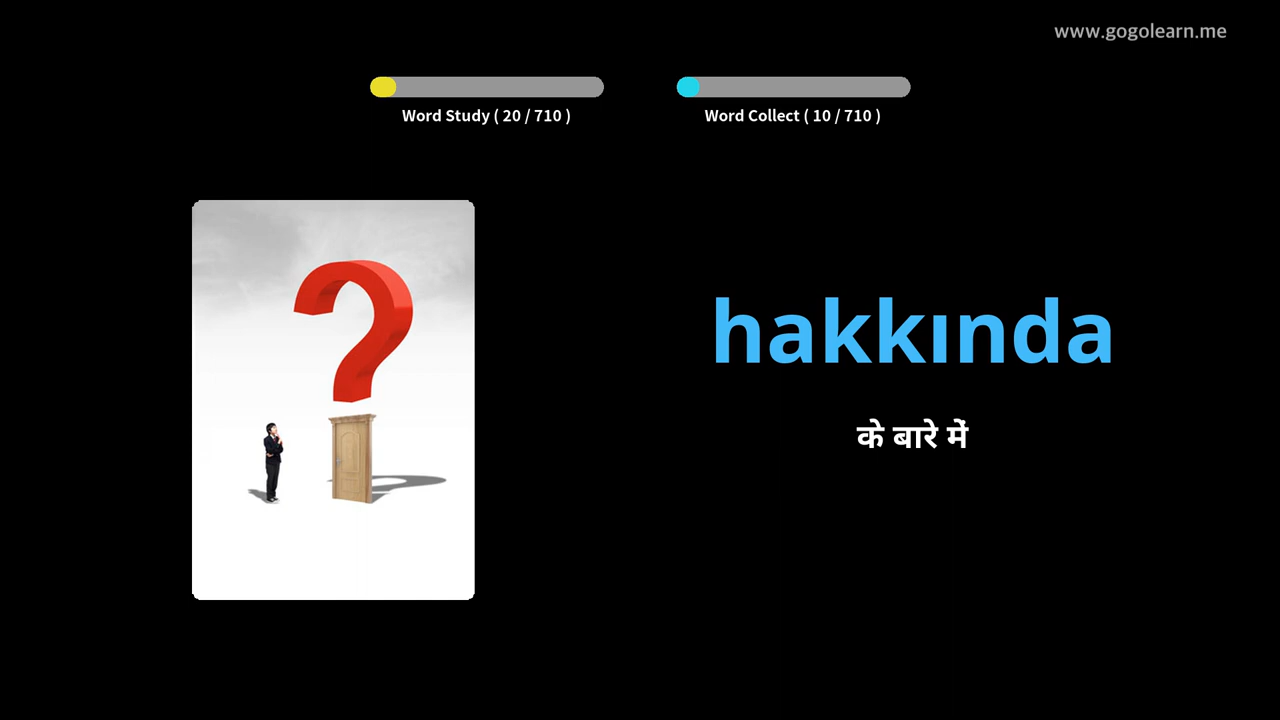 www.gogolearn.me
Word Study ( 20 / 710 )
Word Collect ( 10 / 710 )
hakkında
के बारे में